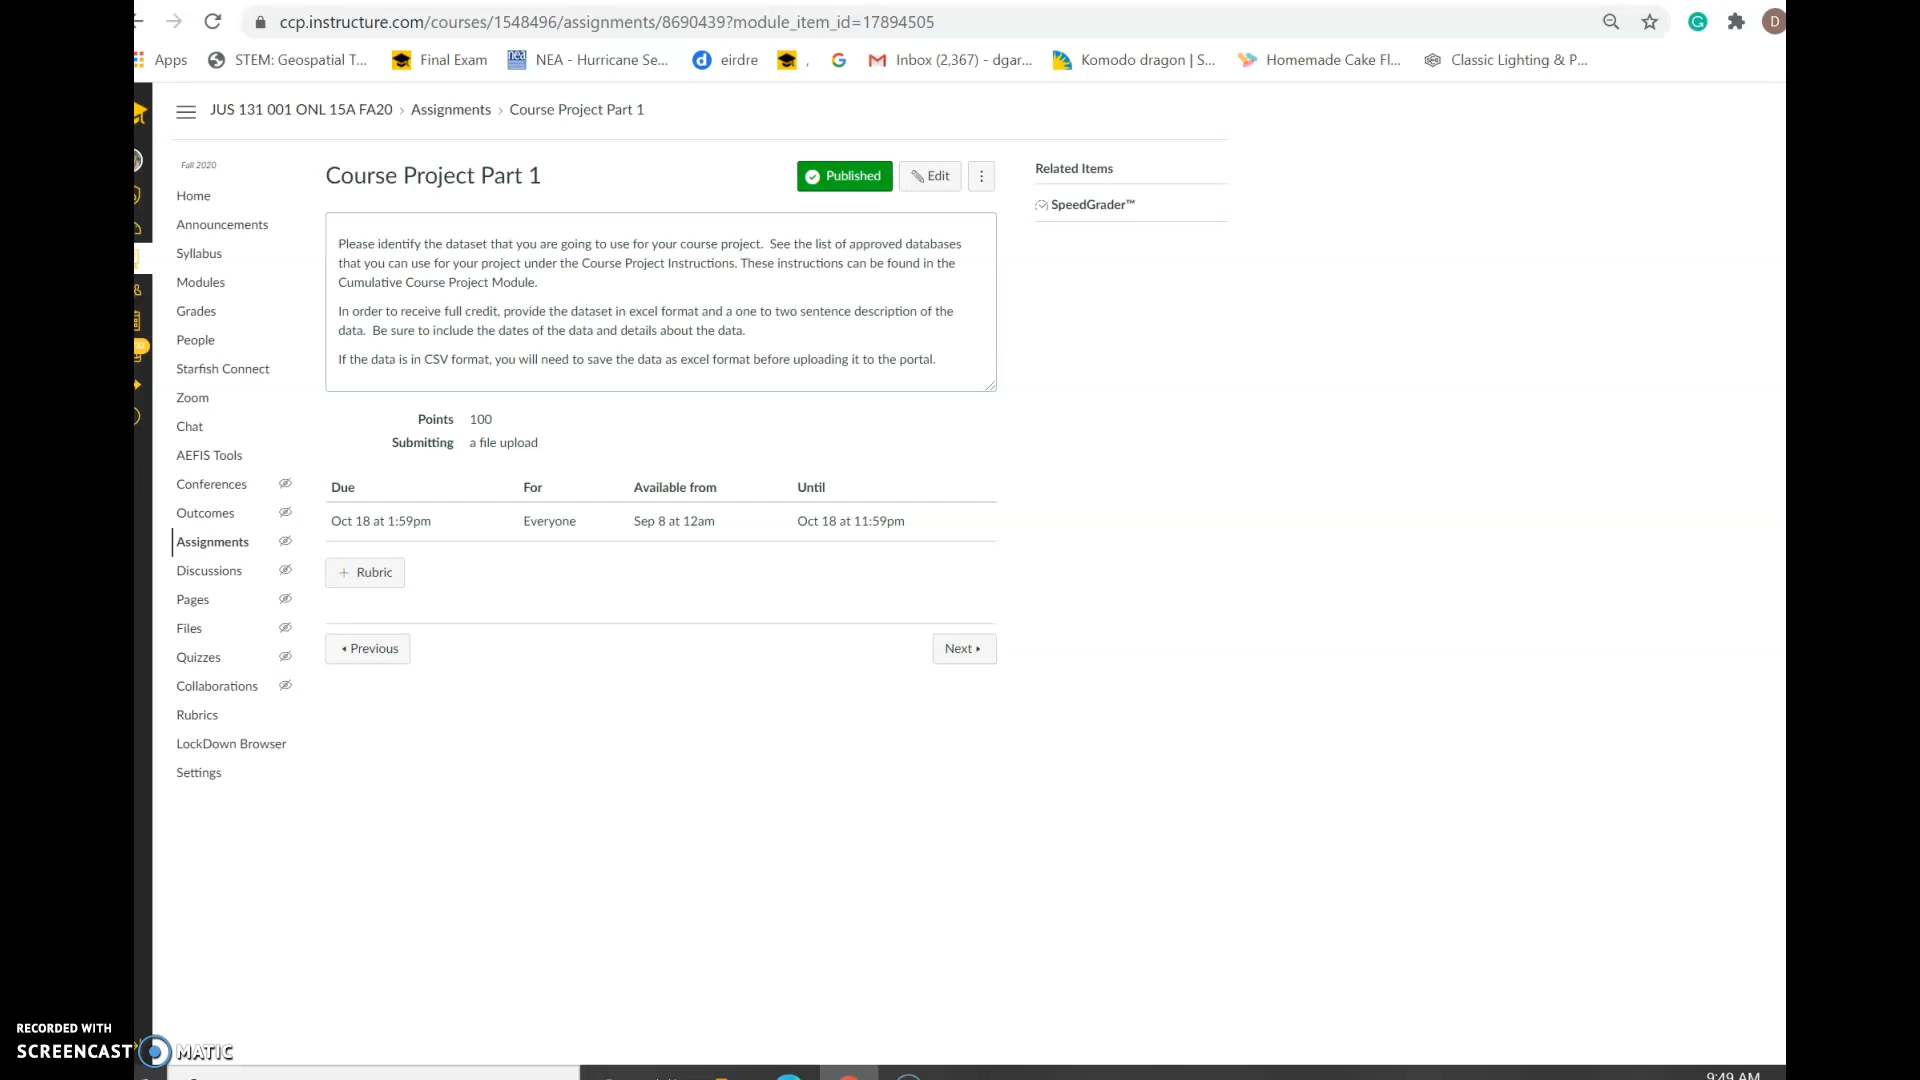 ccp.instructure.com/courses/1548496/assignments/8690439?module_item_id=17894505
D
Apps
STEM: Geospatial T...
Final Exam
NEA - Hurricane Se...
eirdre
,
Inbox (2,367) - dgar...
Komodo dragon | S...
Homemade Cake Fl...
Classic Lighting & P...
JUS 131 001 ONL 15A FA20 › Assignments › Course Project Part 1
Fall 2020
Home
Announcements
Syllabus
Modules
Grades
People
Starfish Connect
Zoom
Chat
AEFIS Tools
Conferences
Outcomes
Assignments
Discussions
Pages
Files
Quizzes
Collaborations
Rubrics
LockDown Browser
Settings
Course Project Part 1
Published
Edit
Please identify the dataset that you are going to use for your course project. See the list of approved databases
that you can use for your project under the Course Project Instructions. These instructions can be found in the
Cumulative Course Project Module.
In order to receive full credit, provide the dataset in excel format and a one to two sentence description of the
data. Be sure to include the dates of the data and details about the data.
If the data is in CSV format, you will need to save the data as excel format before uploading it to the portal.
Points 100
Submitting a file upload
Due For Available from Until
Oct 18 at 1:59pm Everyone Sep 8 at 12am Oct 18 at 11:59pm
+ Rubric
Previous
Next
Related Items
SpeedGrader™
RECORDED WITH
SCREENCAST MATIC
9:49 AM